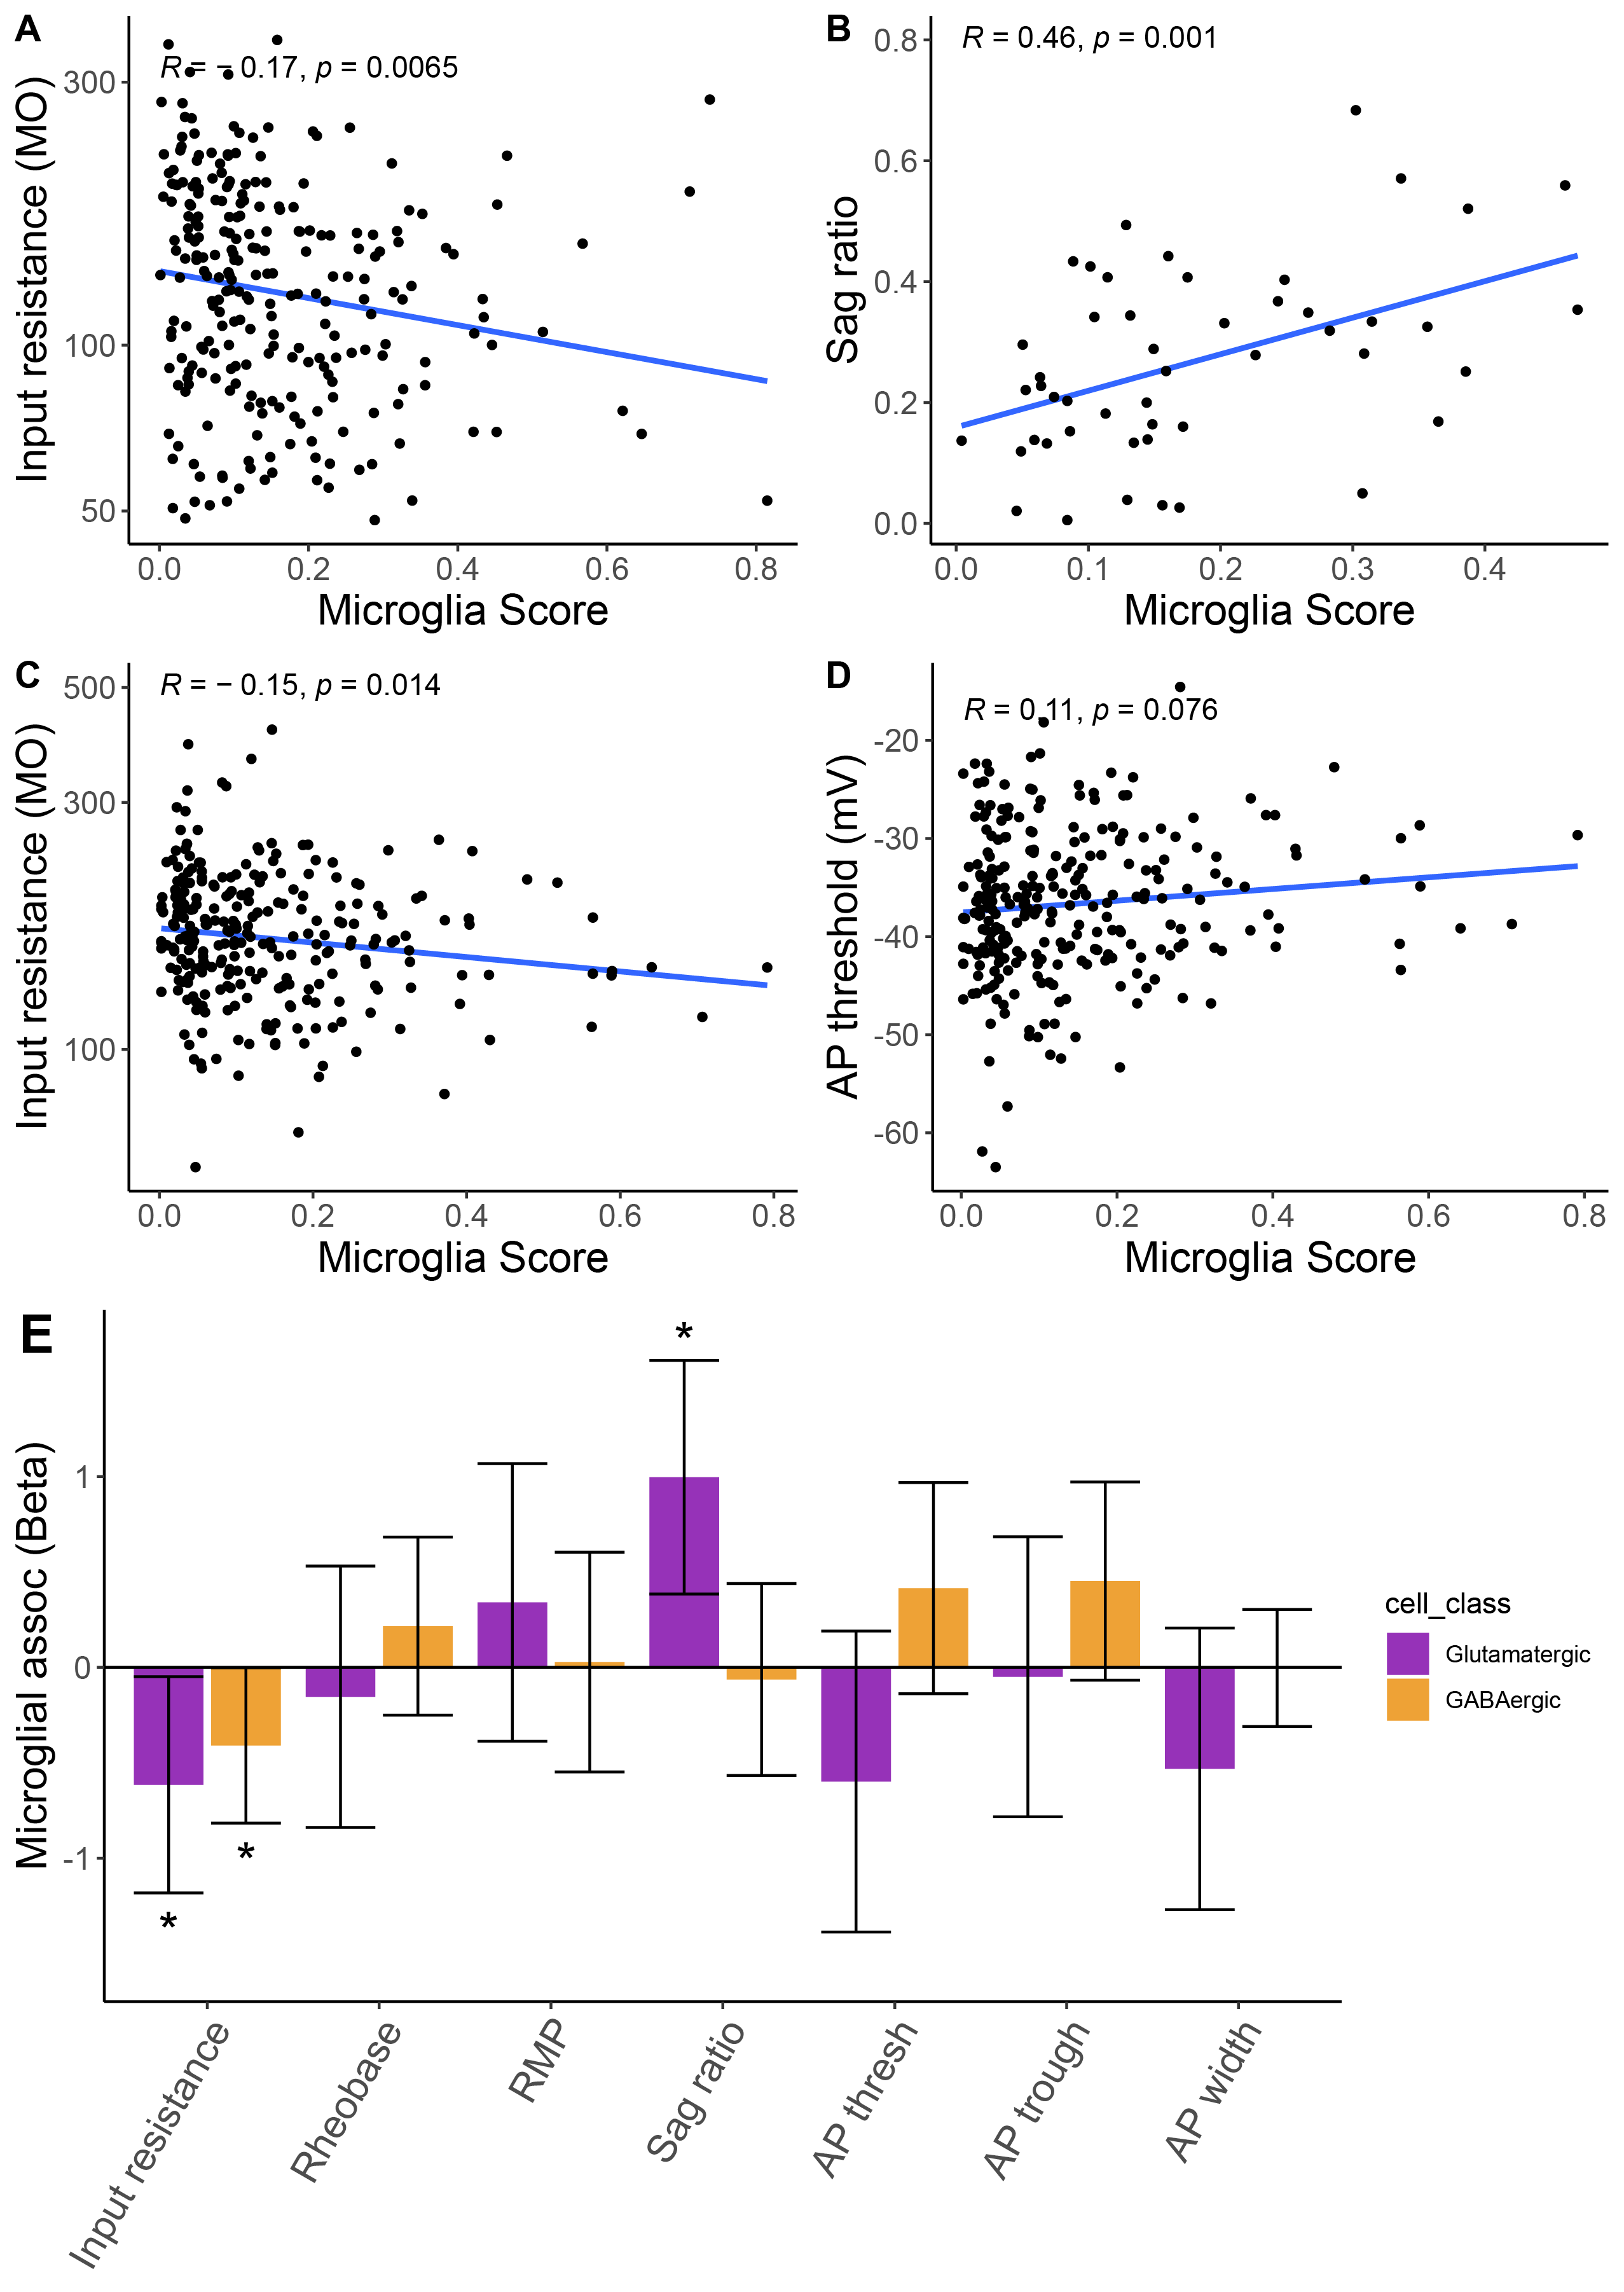 A
R = − 0.17, p = 0.0065
Input resistance (MO)
300
100
50
0.0 0.2 0.4 0.6 0.8
Microglia Score
B
R = 0.46, p = 0.001
Sag ratio
0.8
0.6
0.4
0.2
0.0
0.0 0.1 0.2 0.3 0.4
Microglia Score
C
R = − 0.15, p = 0.014
Input resistance (MO)
500
300
100
0.0 0.2 0.4 0.6 0.8
Microglia Score
D
R = 0.11, p = 0.076
AP threshold (mV)
-20
-30
-40
-50
-60
0.0 0.2 0.4 0.6 0.8
Microglia Score
E
Microglial assoc (Beta)
1
0
-1
*
*
*
Input resistance
Rheobase
RMP
Sag ratio
AP thresh
AP trough
AP width
cell_class
Glutamatergic
GABAergic